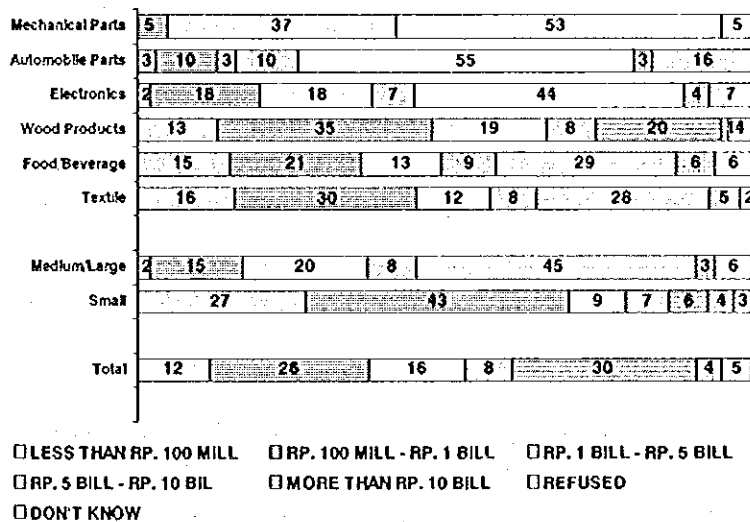 Mechanical Parts 5 37 53 5
Automobile Parts 3 10 3 10 55 3 16
Electronics 2 18 18 7 44 4 7
Wood Products 13 35 19 8 20 1 4
Food/Beverage 15 21 13 9 29 6 6
Textile 16 30 12 8 28 5 2
Medium/Large 2 15 20 8 45 3 6
Small 27 43 9 7 6 4 3
Total 12 26 16 8 30 4 5
LESS THAN RP. 100 MILL RP. 100 MILL - RP. 1 BILL RP. 1 BILL - RP. 5 BILL
RP. 5 BILL - RP. 10 BIL MORE THAN RP. 10 BILL REFUSED
DON'T KNOW